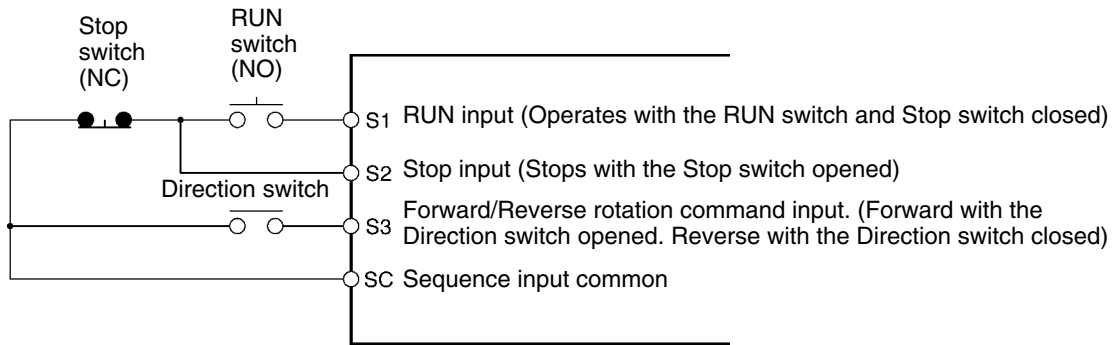 Stop
switch
(NC)
RUN
switch
(NO)
S1 RUN input (Operates with the RUN switch and Stop switch closed)
S2 Stop input (Stops with the Stop switch opened)
Direction switch
S3 Forward/Reverse rotation command input. (Forward with the
Direction switch opened. Reverse with the Direction switch closed)
SC Sequence input common